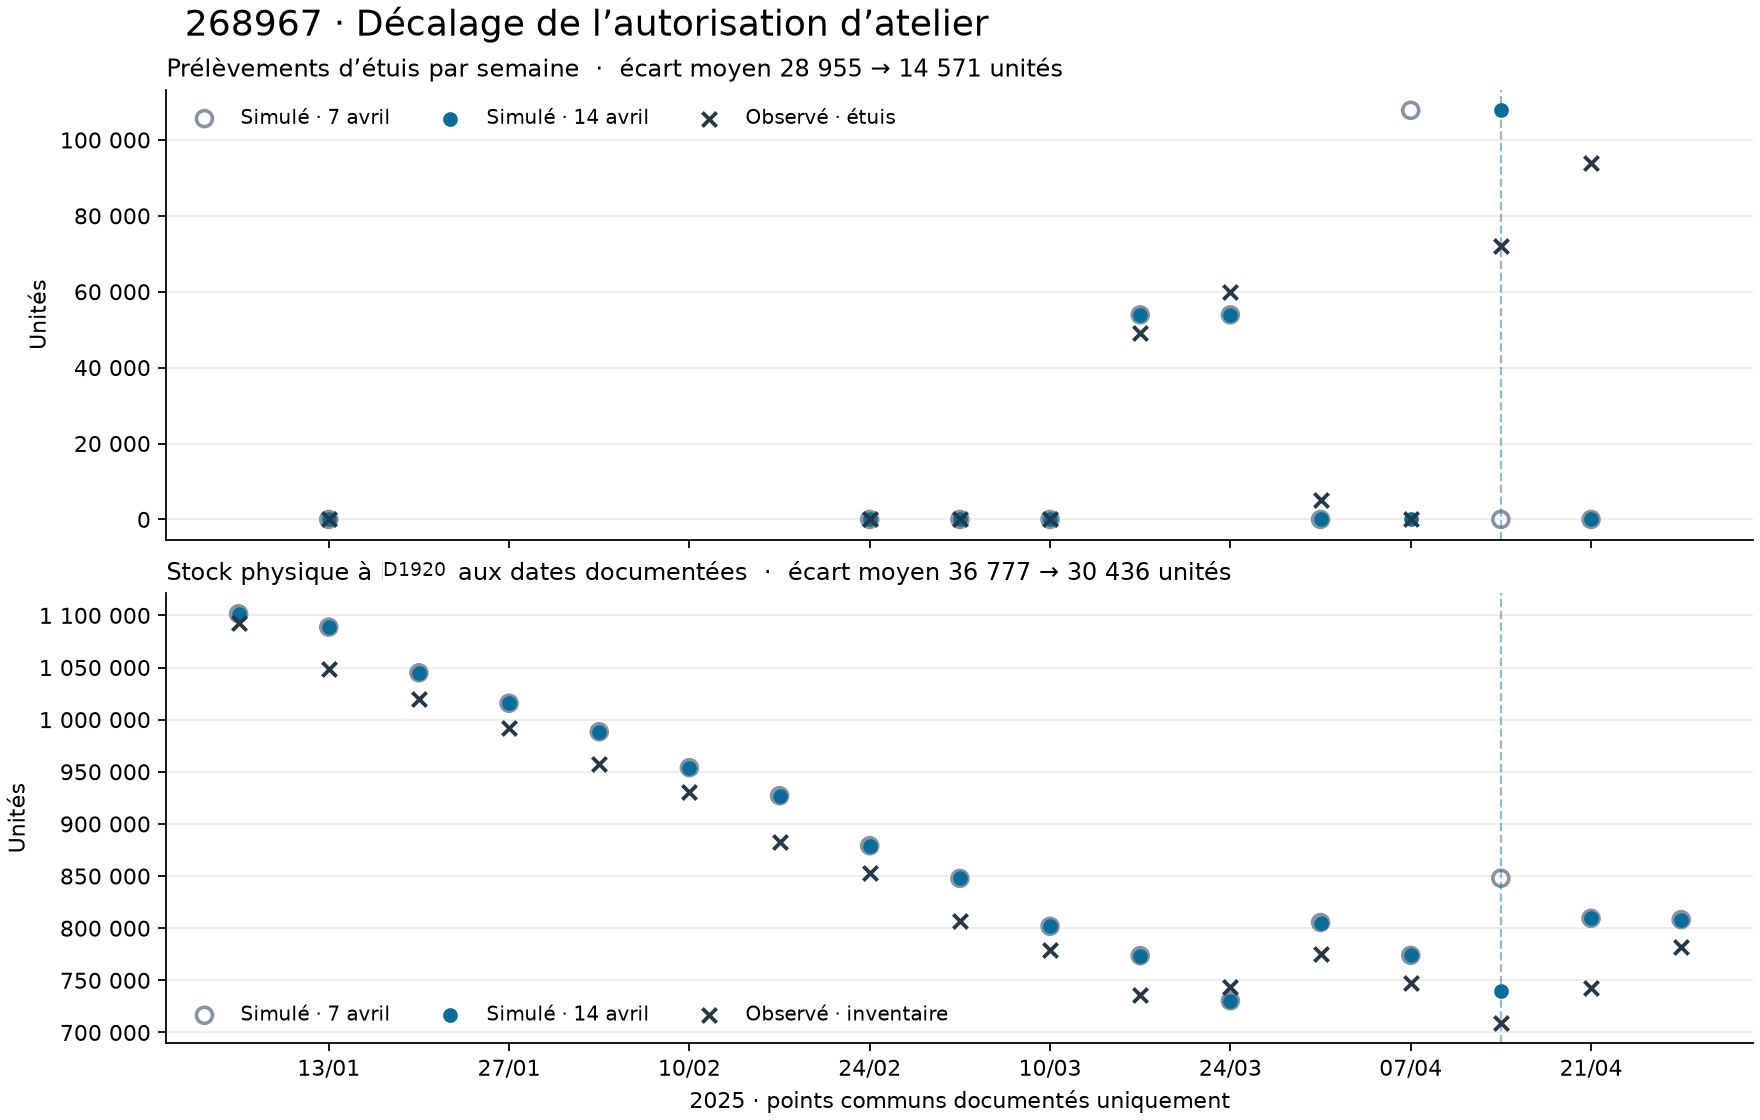 268967 · Décalage de l’autorisation d’atelier
Prélèvements d’étuis par semaine · écart moyen 28 955 → 14 571 unités
Simulé · 7 avril
Simulé · 14 avril
Observé · étuis
100 000
80 000
60 000
40 000
20 000
0
Unités
Stock physique à D1920 aux dates documentées · écart moyen 36 777 → 30 436 unités
1 100 000
1 050 000
1 000 000
950 000
900 000
850 000
800 000
750 000
700 000
Unités
Simulé · 7 avril
Simulé · 14 avril
Observé · inventaire
13/01
27/01
10/02
24/02
10/03
24/03
07/04
21/04
2025 · points communs documentés uniquement